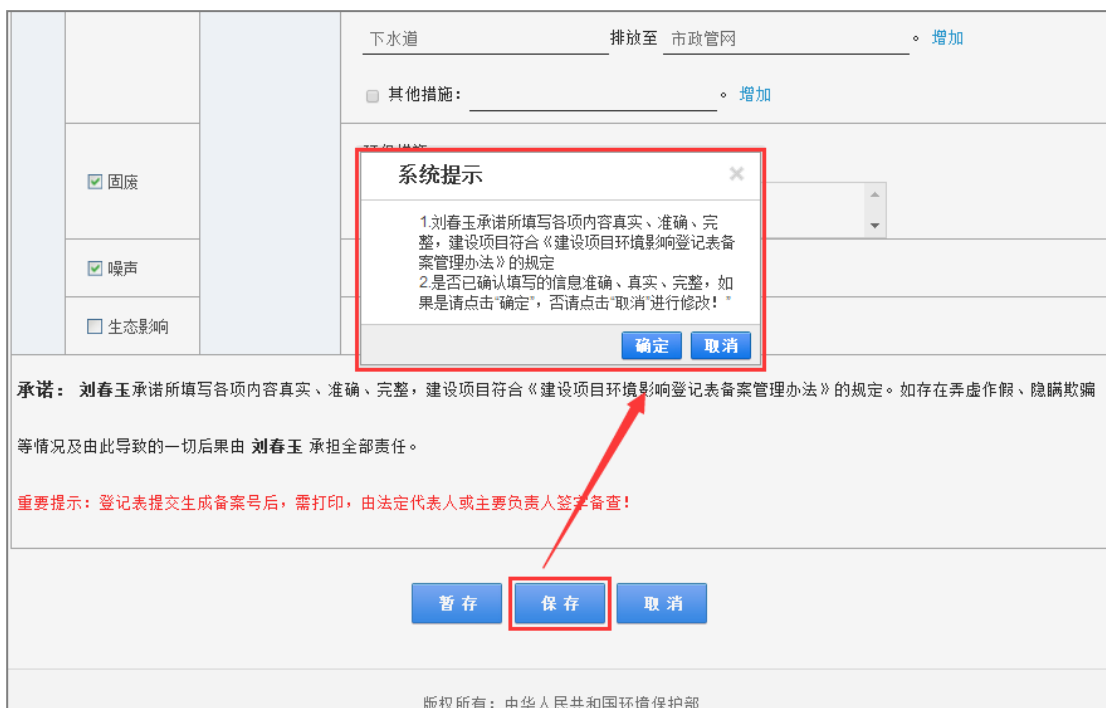 下水道 排放至 市政管网 。 增加
其他措施： 。 增加
环保措施
固废
系统提示 ×
1.刘春玉承诺所填写各项内容真实、准确、完
整，建设项目符合《建设项目环境影响登记表备
案管理办法》的规定
2.是否已确认填写的信息准确、真实、完整，如
果是请点击“确定”，否请点击“取消”进行修改！”
确定 取消
噪声
生态影响
承诺： 刘春玉承诺所填写各项内容真实、准确、完整，建设项目符合《建设项目环境影响登记表备案管理办法》的规定。如存在弄虚作假、隐瞒欺骗
等情况及由此导致的一切后果由 刘春玉 承担全部责任。
重要提示：登记表提交生成备案号后，需打印，由法定代表人或主要负责人签字备查！
暂 存 保 存 取 消
版权所有：中华人民共和国环境保护部